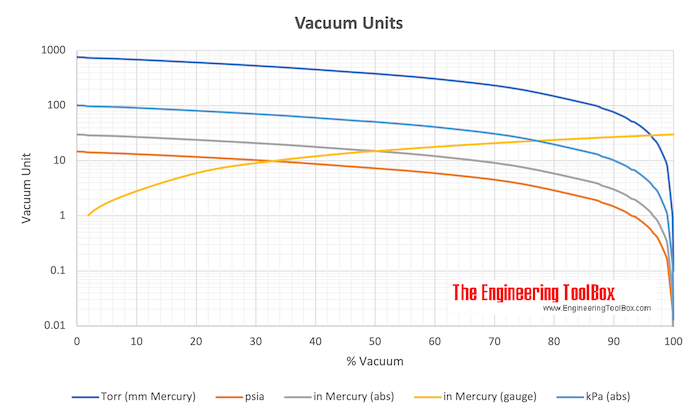 Vacuum Units
1000
100
10
1
0.1
0.01
Vacuum Unit
0 10 20 30 40 50 60 70 80 90 100
% Vacuum
The Engineering ToolBox
www.EngineeringToolBox.com
Torr (mm Mercury) psia in Mercury (abs) in Mercury (gauge) kPa (abs)